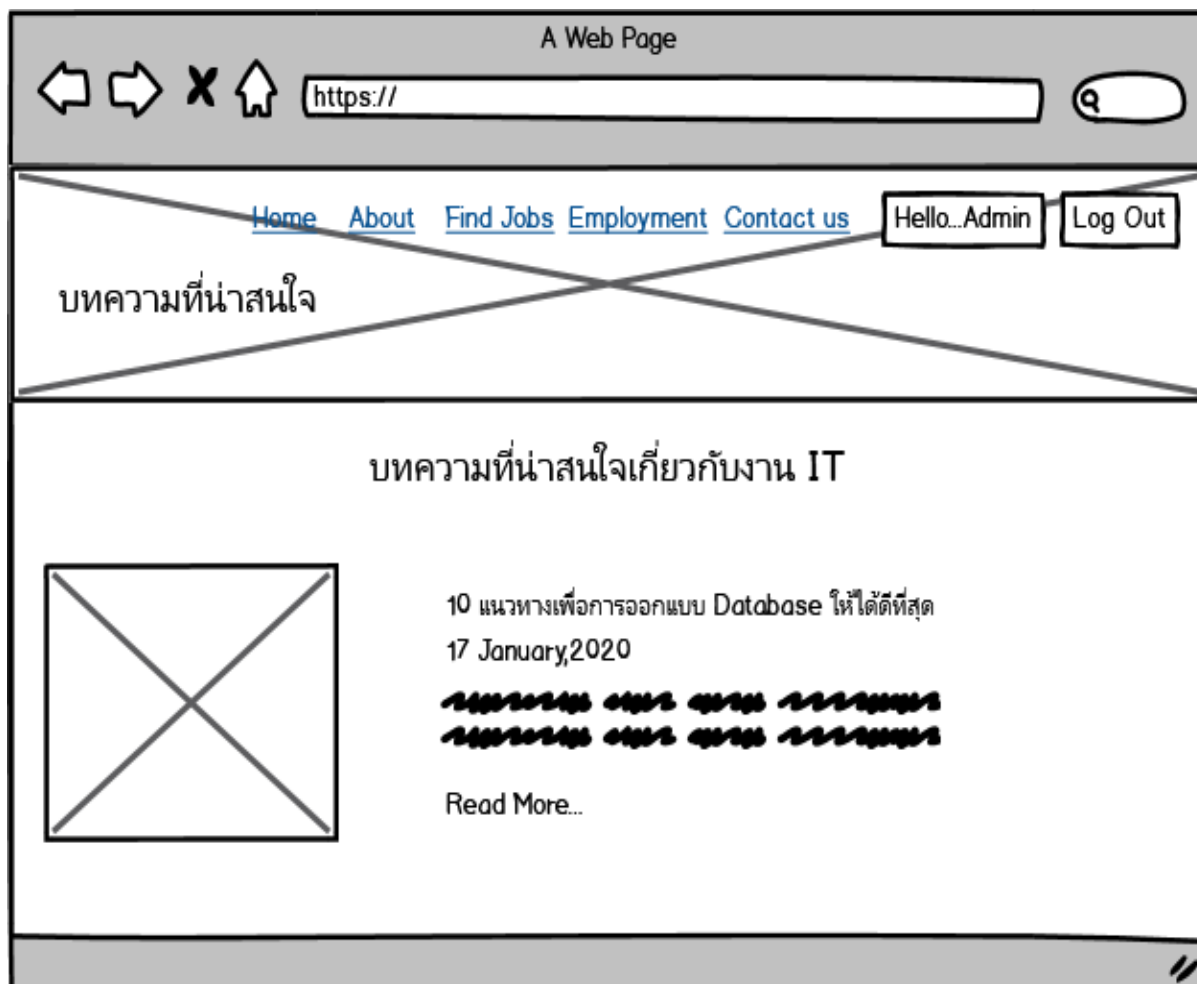 A Web Page
https://
Home About Find Jobs Employment Contact us Hello...Admin Log Out
บทความที่น่าสนใจ
บทความที่น่าสนใจเกี่ยวกับงาน IT
10 แนวทางเพื่อการออกแบบ Database ให้ได้ดีที่สุด
17 January,2020
Read More...